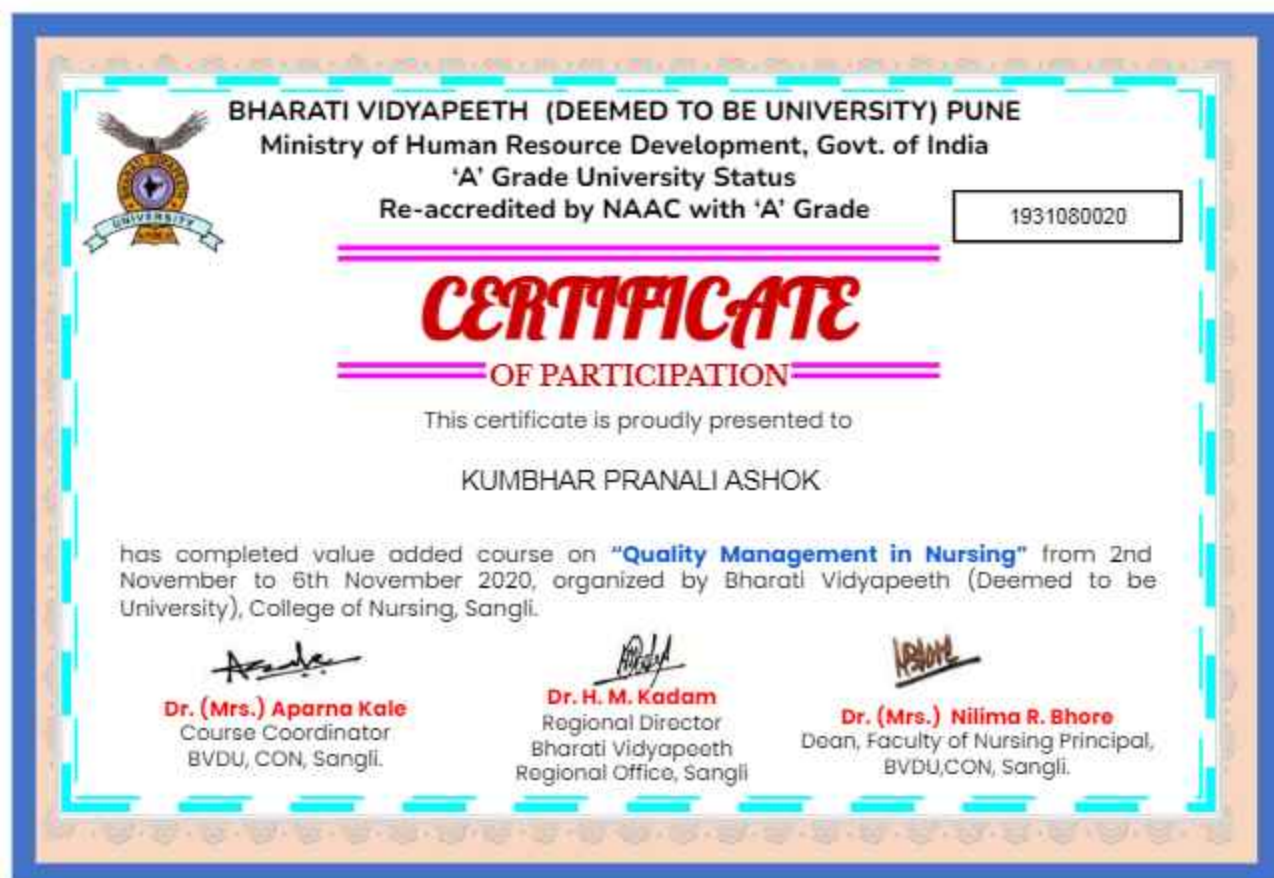 BHARATI VIDYAPEETH (DEEMED TO BE UNIVERSITY) PUNE
Ministry of Human Resource Development, Govt. of India
‘A’ Grade University Status
Re-accredited by NAAC with ‘A’ Grade
1931080020
BHARATI VIDYAPEETH
UNIVERSITY
CERTIFICATE
OF PARTICIPATION
This certificate is proudly presented to
KUMBHAR PRANALI ASHOK
has completed value added course on “Quality Management in Nursing” from 2nd
November to 6th November 2020, organized by Bharati Vidyapeeth (Deemed to be
University), College of Nursing, Sangli.
Dr. (Mrs.) Aparna Kale
Course Coordinator
BVDU, CON, Sangli.
Dr. H. M. Kadam
Regional Director
Bharati Vidyapeeth
Regional Office, Sangli
Dr. (Mrs.) Nilima R. Bhore
Dean, Faculty of Nursing Principal,
BVDU,CON, Sangli.